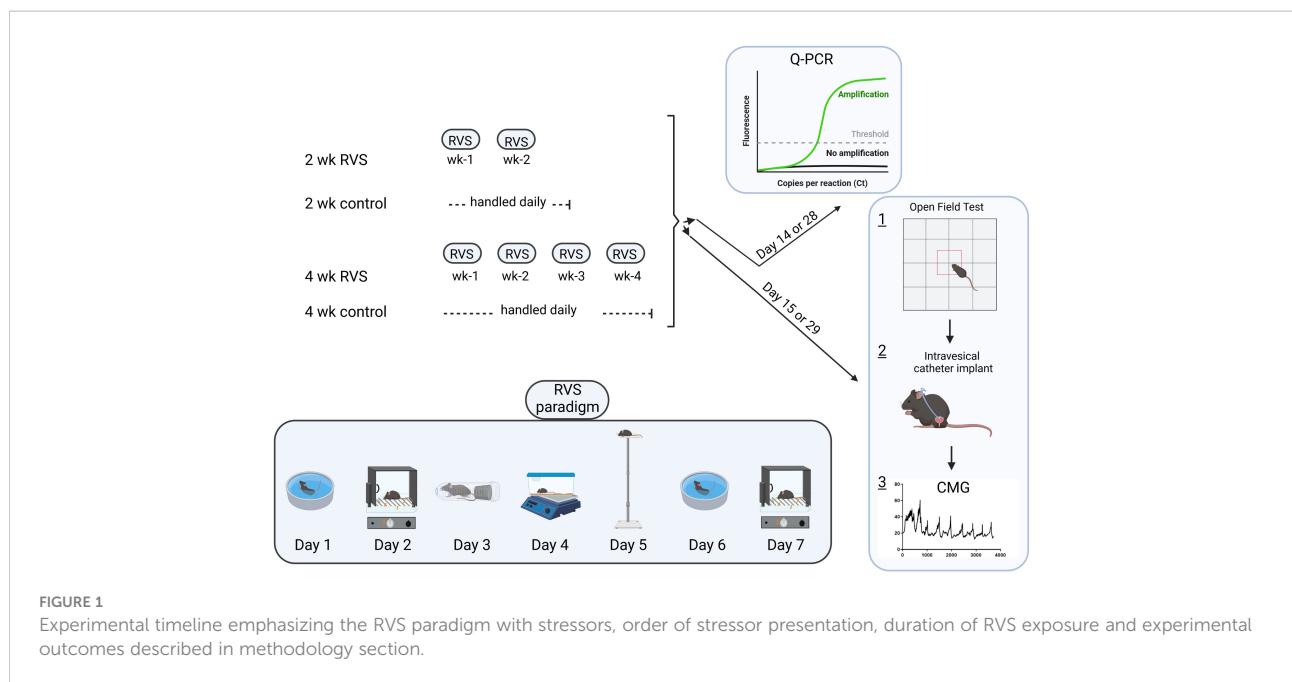 Q-PCR
Fluorescence
Amplification
Threshold
No amplification
Copies per reaction (Ct)
RVS RVS
2 wk RVS wk-1 wk-2
2 wk control --- handled daily ---
RVS RVS RVS RVS
4 wk RVS wk-1 wk-2 wk-3 wk-4
4 wk control ------ handled daily ------
Day 14 or 28
Day 15 or 29
1 Open Field Test
2 Intravesical
catheter implant
3 CMG
80
60
40
20
0
0 1000 2000 3000 4000
RVS
paradigm
Day 1 Day 2 Day 3 Day 4 Day 5 Day 6 Day 7
FIGURE 1
Experimental timeline emphasizing the RVS paradigm with stressors, order of stressor presentation, duration of RVS exposure and experimental
outcomes described in methodology section.